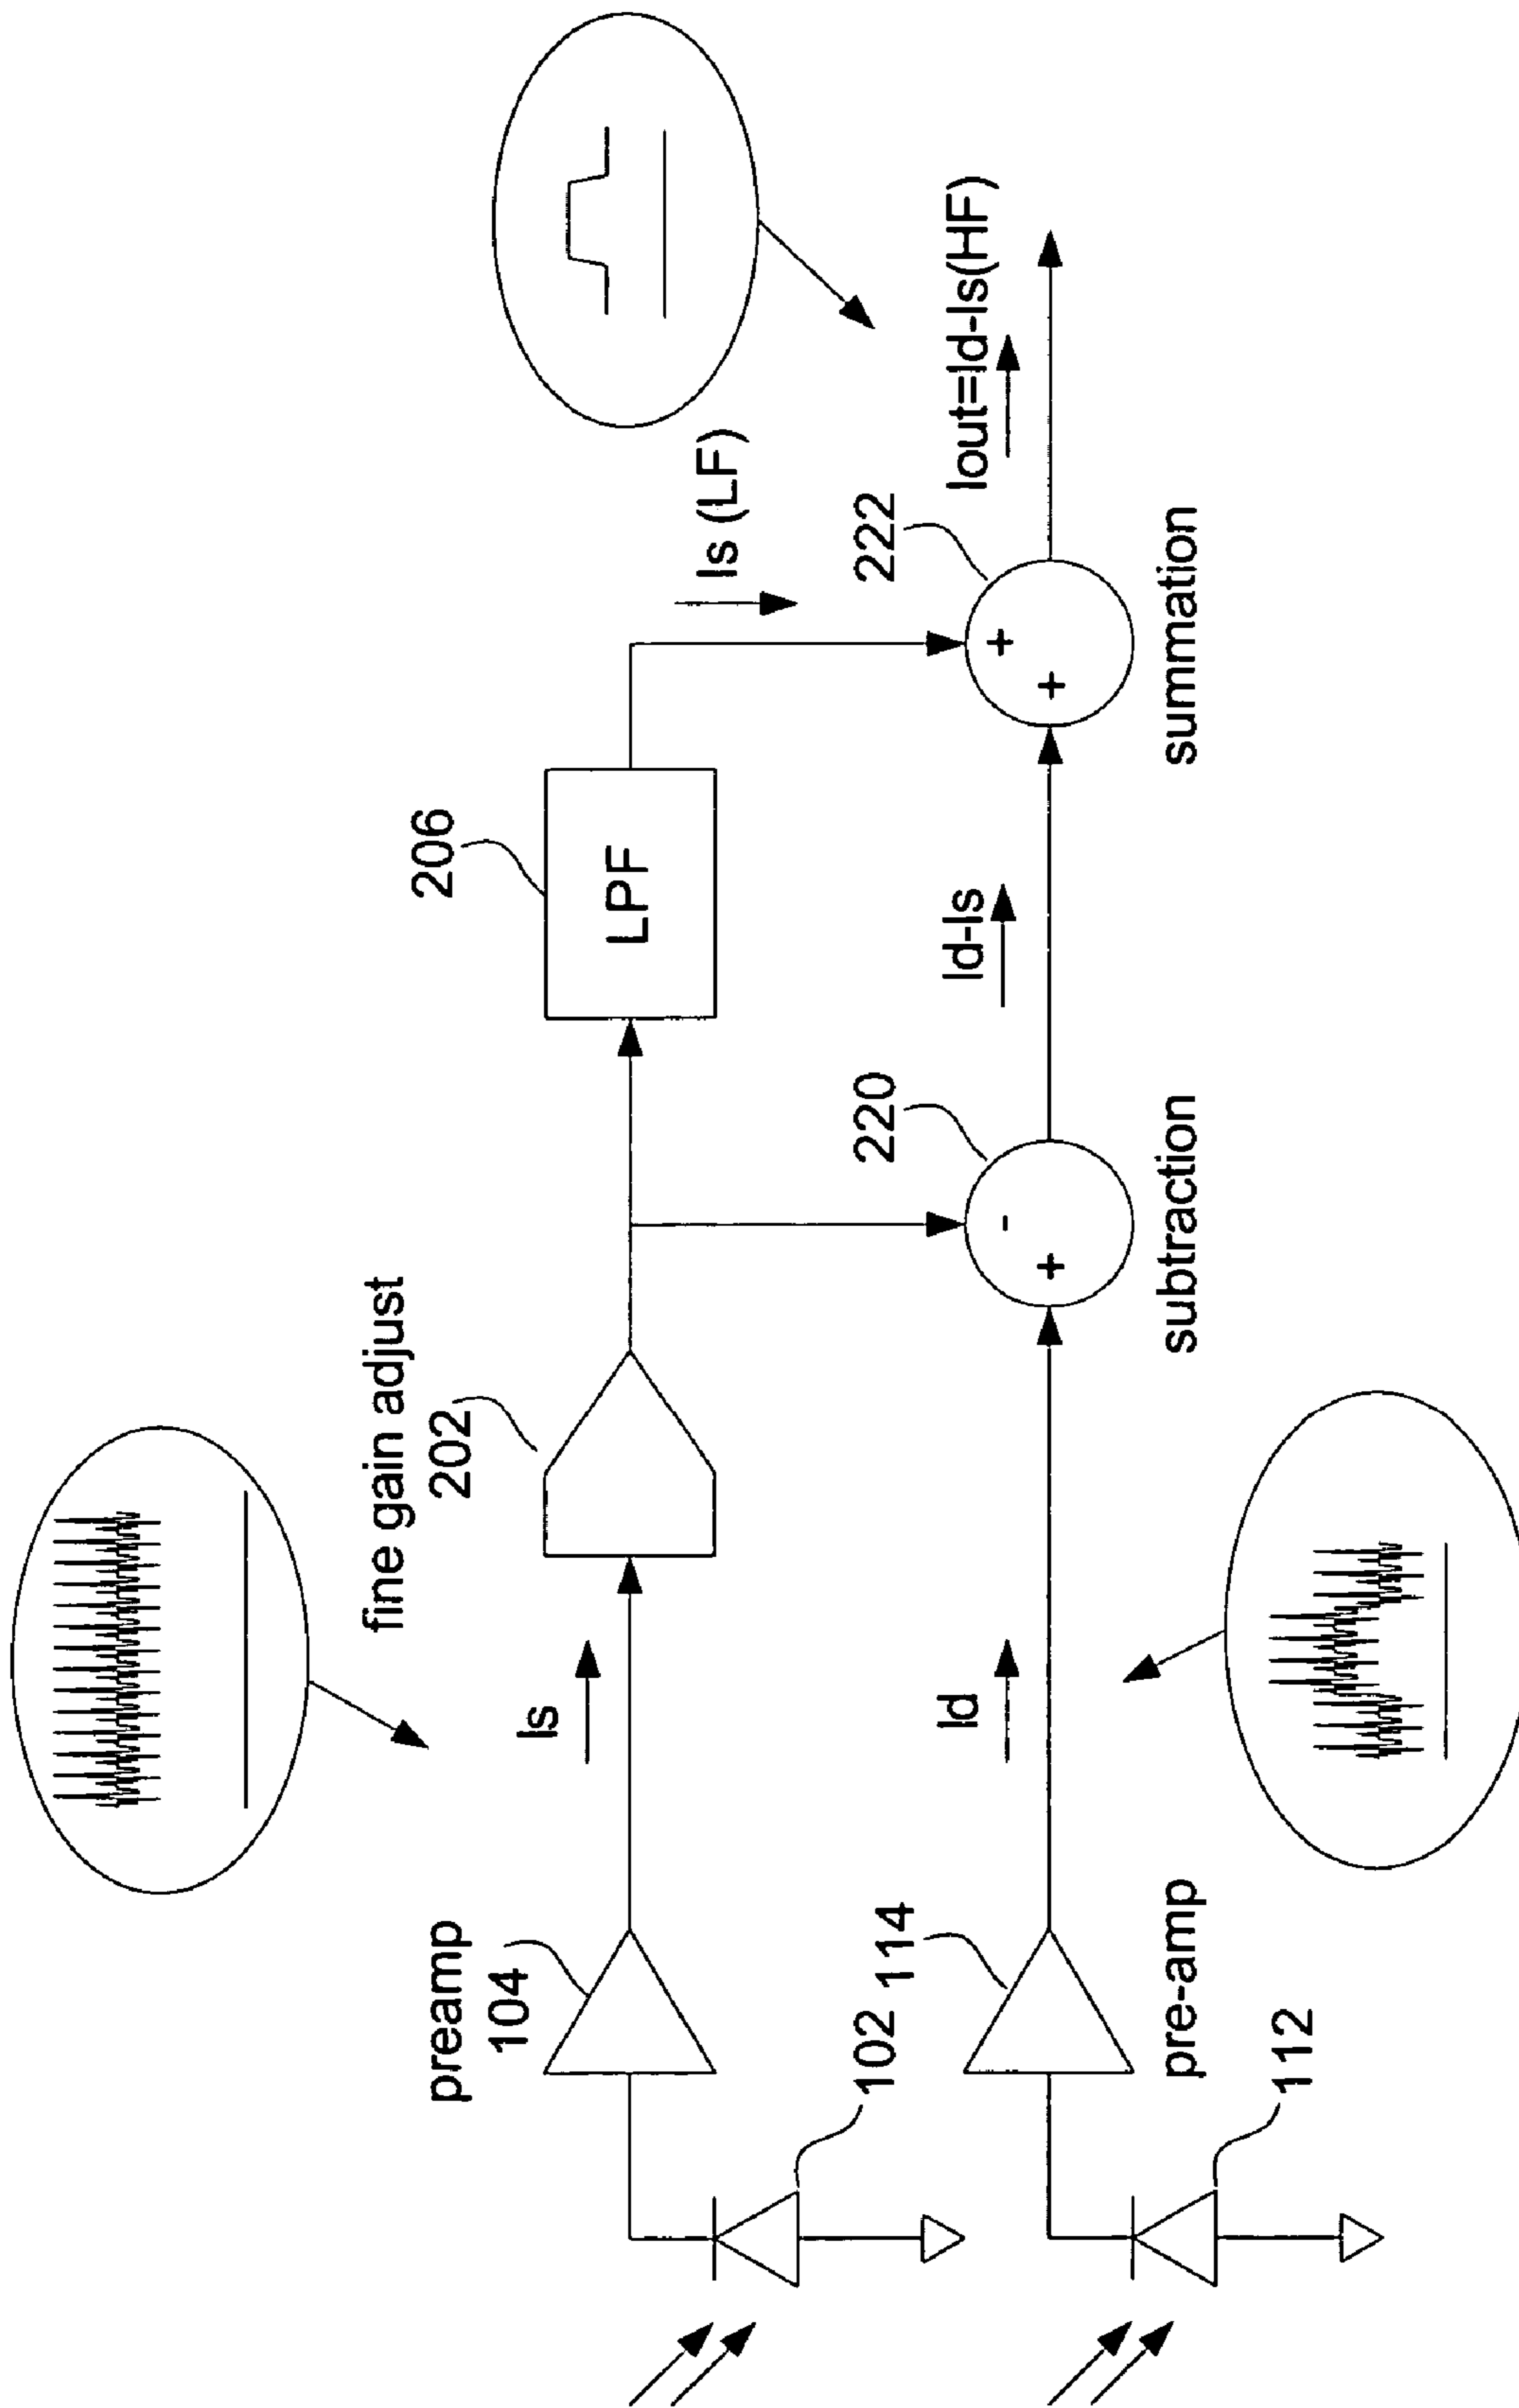 fine gain adjust
202
206
LPF
preamp
104
Is
Is (LF)
102
114
Id
220
-
+
Id-Is
222
+
+
Iout=Id-Is(HF)
pre-amp
112
subtraction
summation